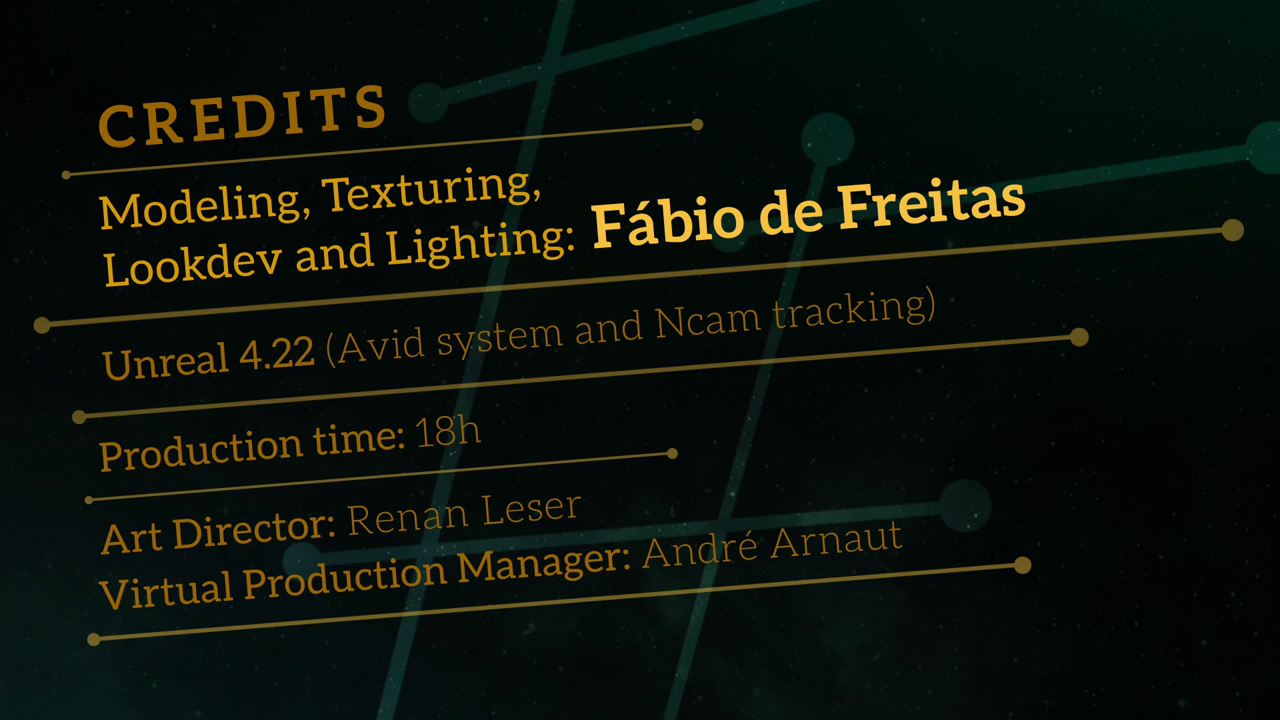 CREDITS
Modeling, Texturing,
Lookdev and Lighting: Fábio de Freitas
Unreal 4.22 (Avid system and Ncam tracking)
Production time: 18h
Art Director: Renan Leser
Virtual Production Manager: André Arnaut